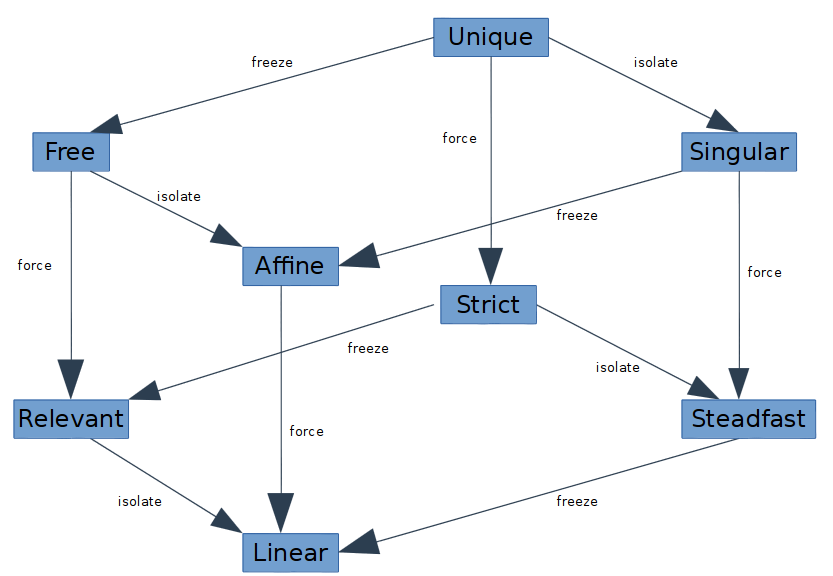 Unique
freeze
isolate
force
Free
Singular
isolate
freeze
force
Affine
force
Strict
freeze
isolate
Relevant
force
Steadfast
isolate
freeze
Linear